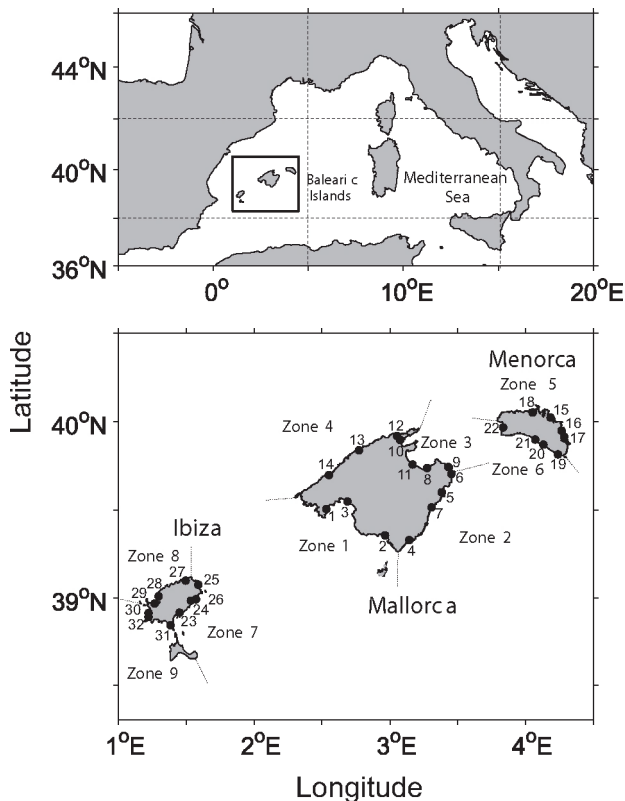 44°N
40°N
36°N
Baleari c
Islands
Mediterranean
Sea
0°
10°E
20°E
Latitude
Menorca
Zone 5
18
15
16
17
22
21
20
19
40°N
Zone 4
12
13
10
Zone 3
14
11
8
9
6
Zone 6
5
1
3
7
Zone 1
2
4
Zone 2
Ibiza
Zone 8
27
25
28
29
26
30
24
32
23
31
Zone 7
39°N
Mallorca
Zone 9
1°E
2°E
3°E
4°E
Longitude